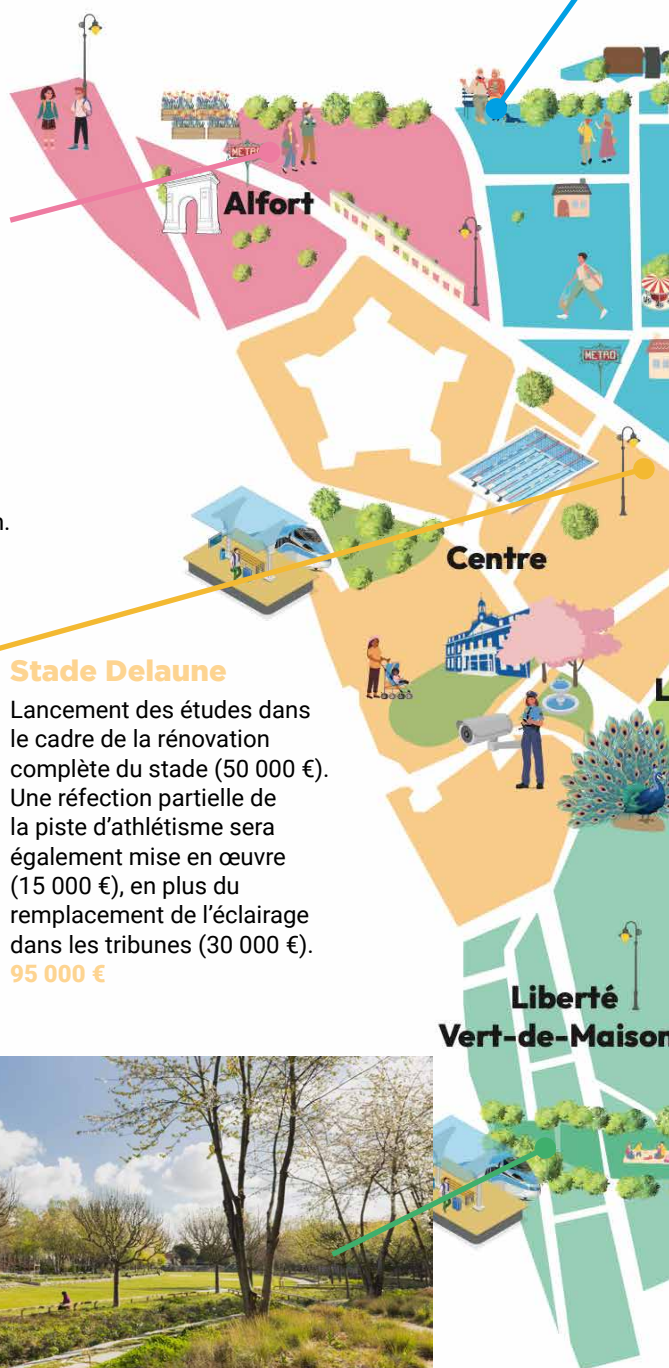 METRO
Alfort
METRO
n.
Centre
Stade Delaune
Lancement des études dans
le cadre de la rénovation
complète du stade (50 000 €).
Une réfection partielle de
la piste d’athlétisme sera
également mise en œuvre
(15 000 €), en plus du
remplacement de l’éclairage
dans les tribunes (30 000 €).
95 000 €
L
Liberté
Vert-de-Maison